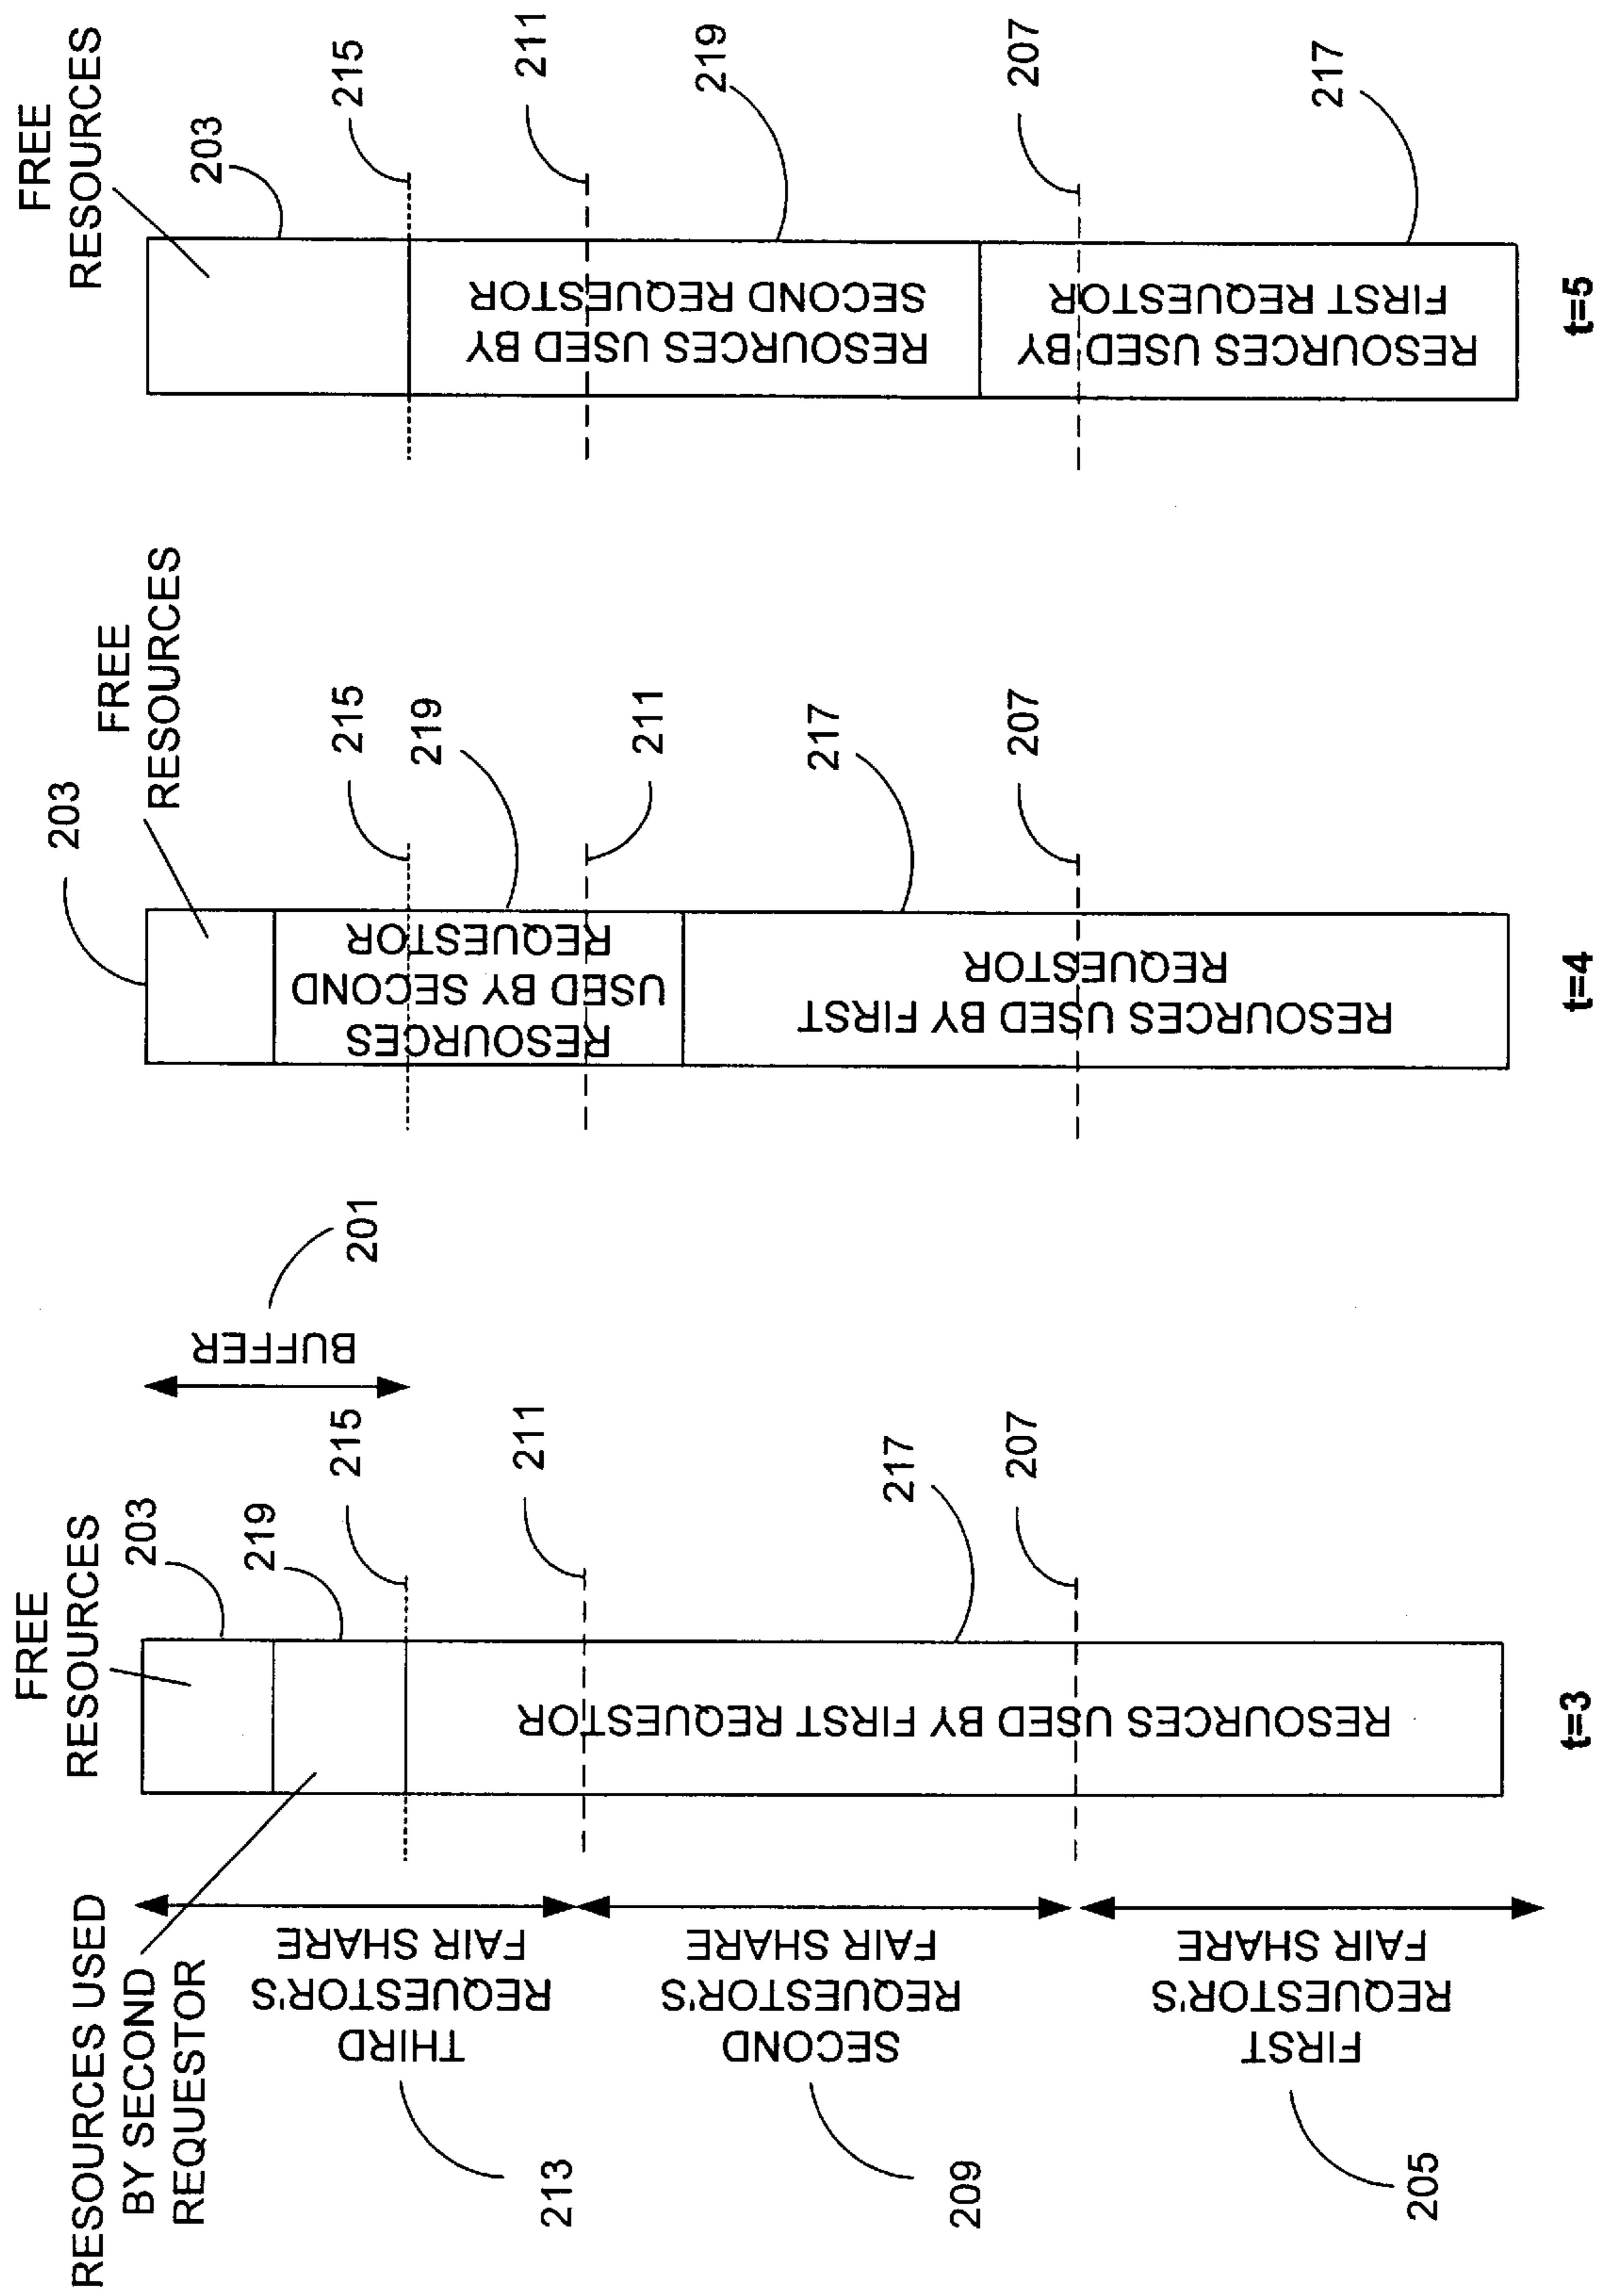 FREE
RESOURCES
203
215
211
219
207
217
RESOURCES USED BY
SECOND REQUESTOR
RESOURCES USED BY
FIRST REQUESTOR
t=5
FREE
RESOURCES
203
215
219
211
217
207
RESOURCES
USED BY SECOND
REQUESTOR
RESOURCES USED BY FIRST
REQUESTOR
t=4
BUFFER
201
FREE
RESOURCES
203
219
215
211
217
207
RESOURCES USED BY FIRST REQUESTOR
t=3
RESOURCES USED
BY SECOND
REQUESTOR
THIRD
REQUESTOR'S
FAIR SHARE
213
SECOND
REQUESTOR'S
FAIR SHARE
209
FIRST
REQUESTOR'S
FAIR SHARE
205